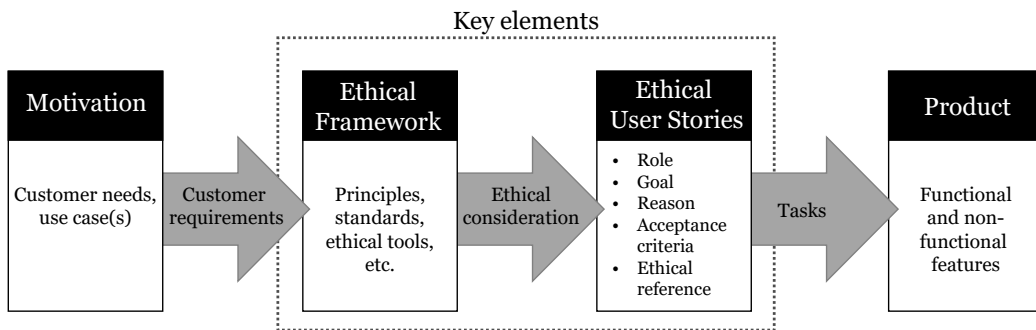 Key elements
Motivation
Customer needs,
use case(s)
Customer
requirements
Ethical
Framework
Principles,
standards,
ethical tools,
etc.
Ethical
consideration
Ethical
User Stories
• Role
• Goal
• Reason
• Acceptance
criteria
• Ethical
reference
Tasks
Product
Functional and
non-
functional
features